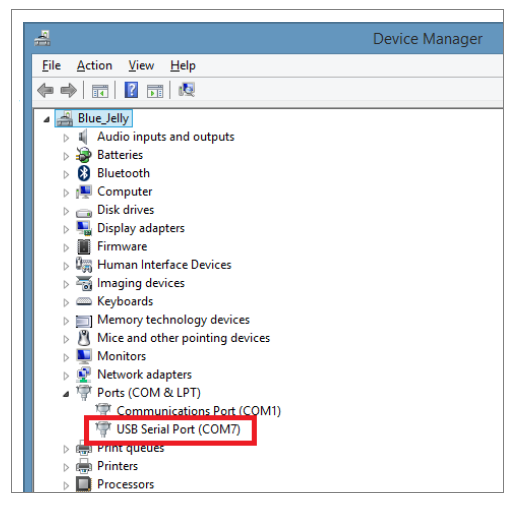 Device Manager
File Action View Help
Blue_Jelly
Audio inputs and outputs
Batteries
Bluetooth
Computer
Disk drives
Display adapters
Firmware
Human Interface Devices
Imaging devices
Keyboards
Memory technology devices
Mice and other pointing devices
Monitors
Network adapters
Ports (COM & LPT)
Communications Port (COM1)
USB Serial Port (COM7)
Print queues
Printers
Processors